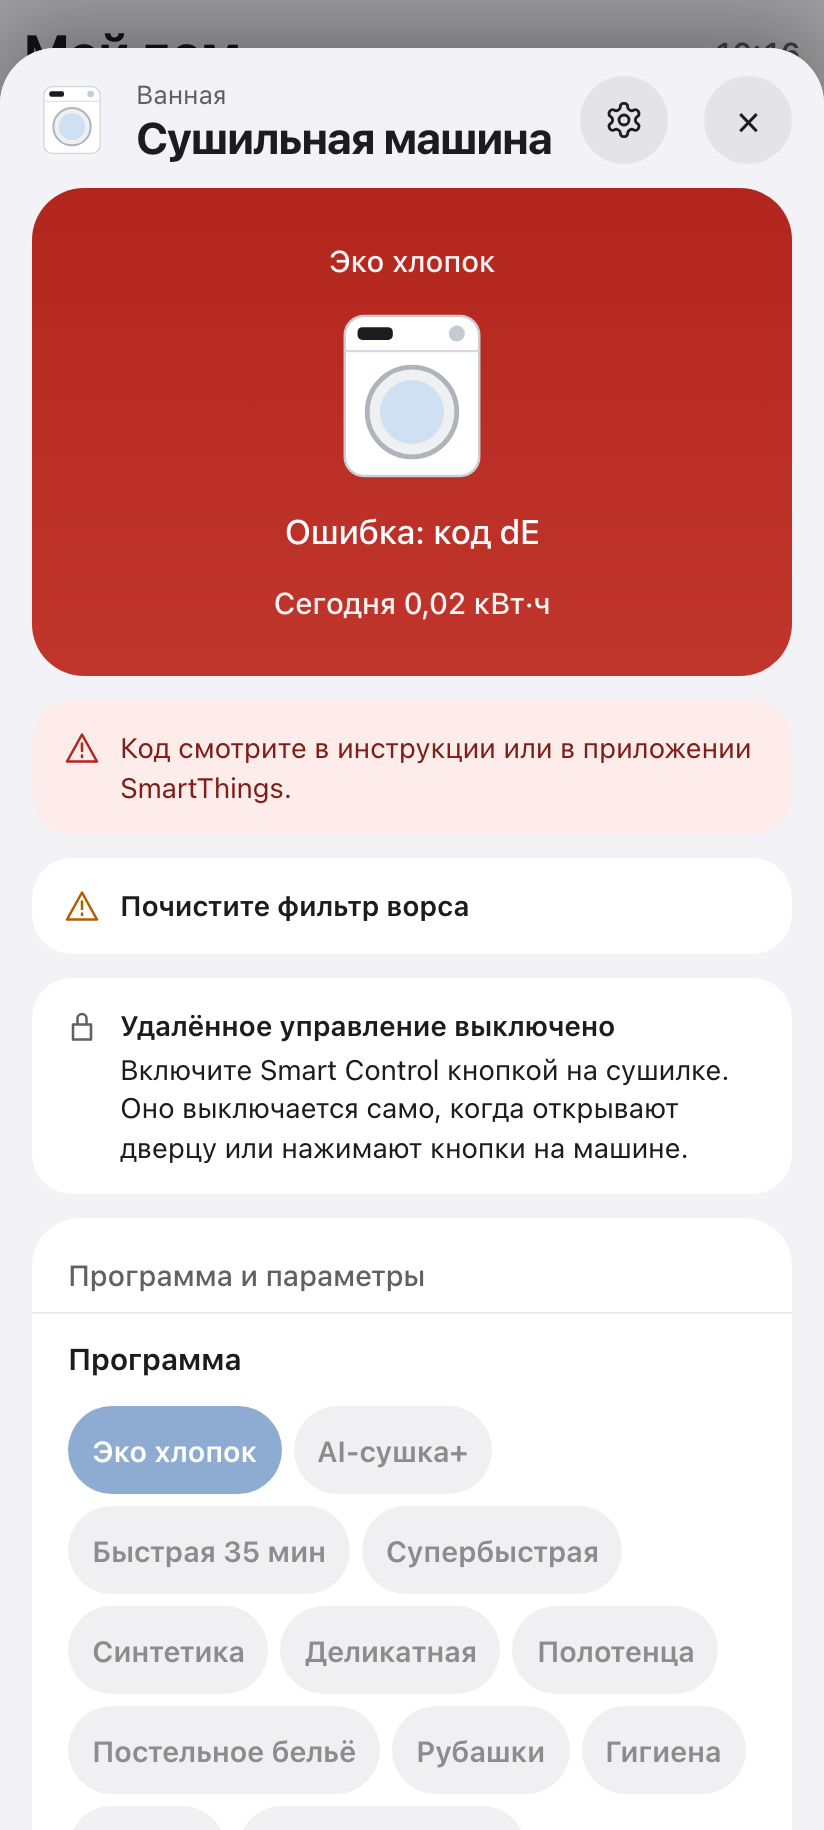 Ванная
Сушильная машина
Эко хлопок
Ошибка: код dE
Сегодня 0,02 кВт·ч
Код смотрите в инструкции или в приложении
SmartThings.
Почистите фильтр ворса
Удалённое управление выключено
Включите Smart Control кнопкой на сушилке.
Оно выключается само, когда открывают
дверцу или нажимают кнопки на машине.
Программа и параметры
Программа
Эко хлопок
AI-сушка+
Быстрая 35 мин
Супербыстрая
Синтетика
Деликатная
Полотенца
Постельное бельё
Рубашки
Гигиена